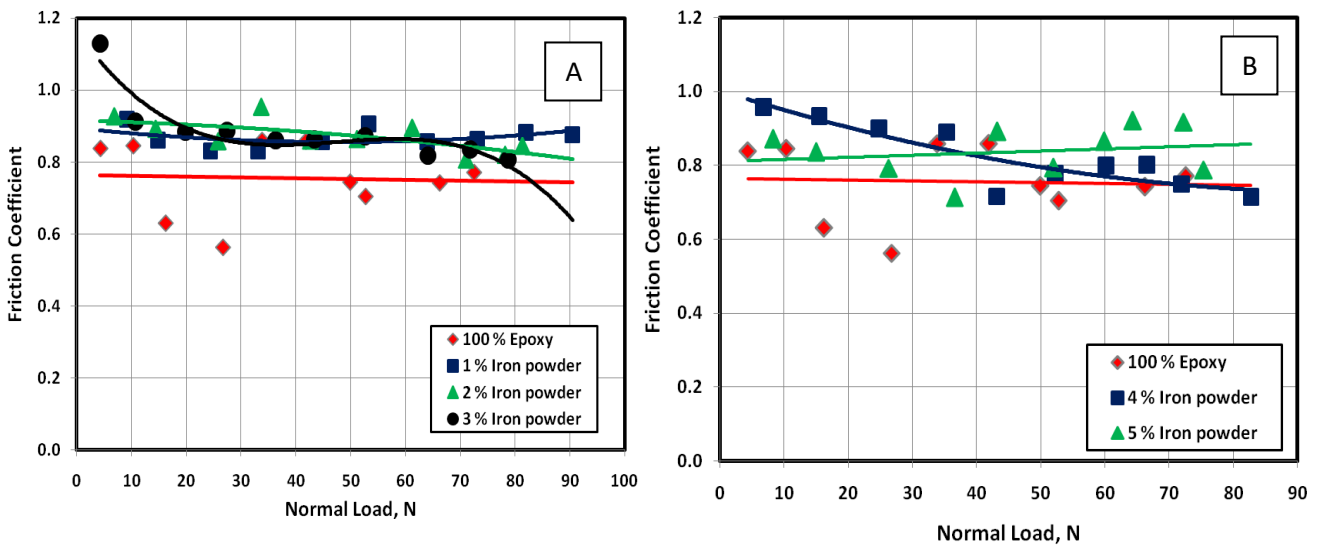 A
Friction Coefficient
1.2
1.0
0.8
0.6
0.4
0.2
0.0
100 % Epoxy
1 % Iron powder
2 % Iron powder
3 % Iron powder
0 10 20 30 40 50 60 70 80 90 100
Normal Load, N
B
Friction Coefficient
1.2
1.0
0.8
0.6
0.4
0.2
0.0
100 % Epoxy
4 % Iron powder
5 % Iron powder
0 10 20 30 40 50 60 70 80 90
Normal Load, N